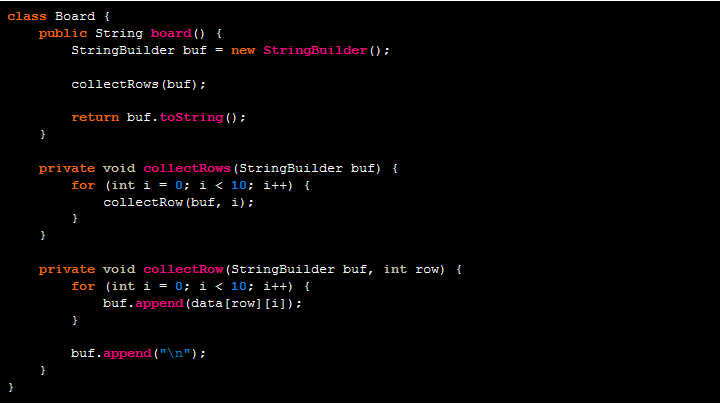 class Board {
    public String board() {
        StringBuilder buf = new StringBuilder();

        collectRows(buf);

        return buf.toString();
    }

    private void collectRows(StringBuilder buf) {
        for (int i = 0; i < 10; i++) {
            collectRow(buf, i);
        }
    }

    private void collectRow(StringBuilder buf, int row) {
        for (int i = 0; i < 10; i++) {
            buf.append(data[row][i]);
        }

        buf.append("\n");
    }
}